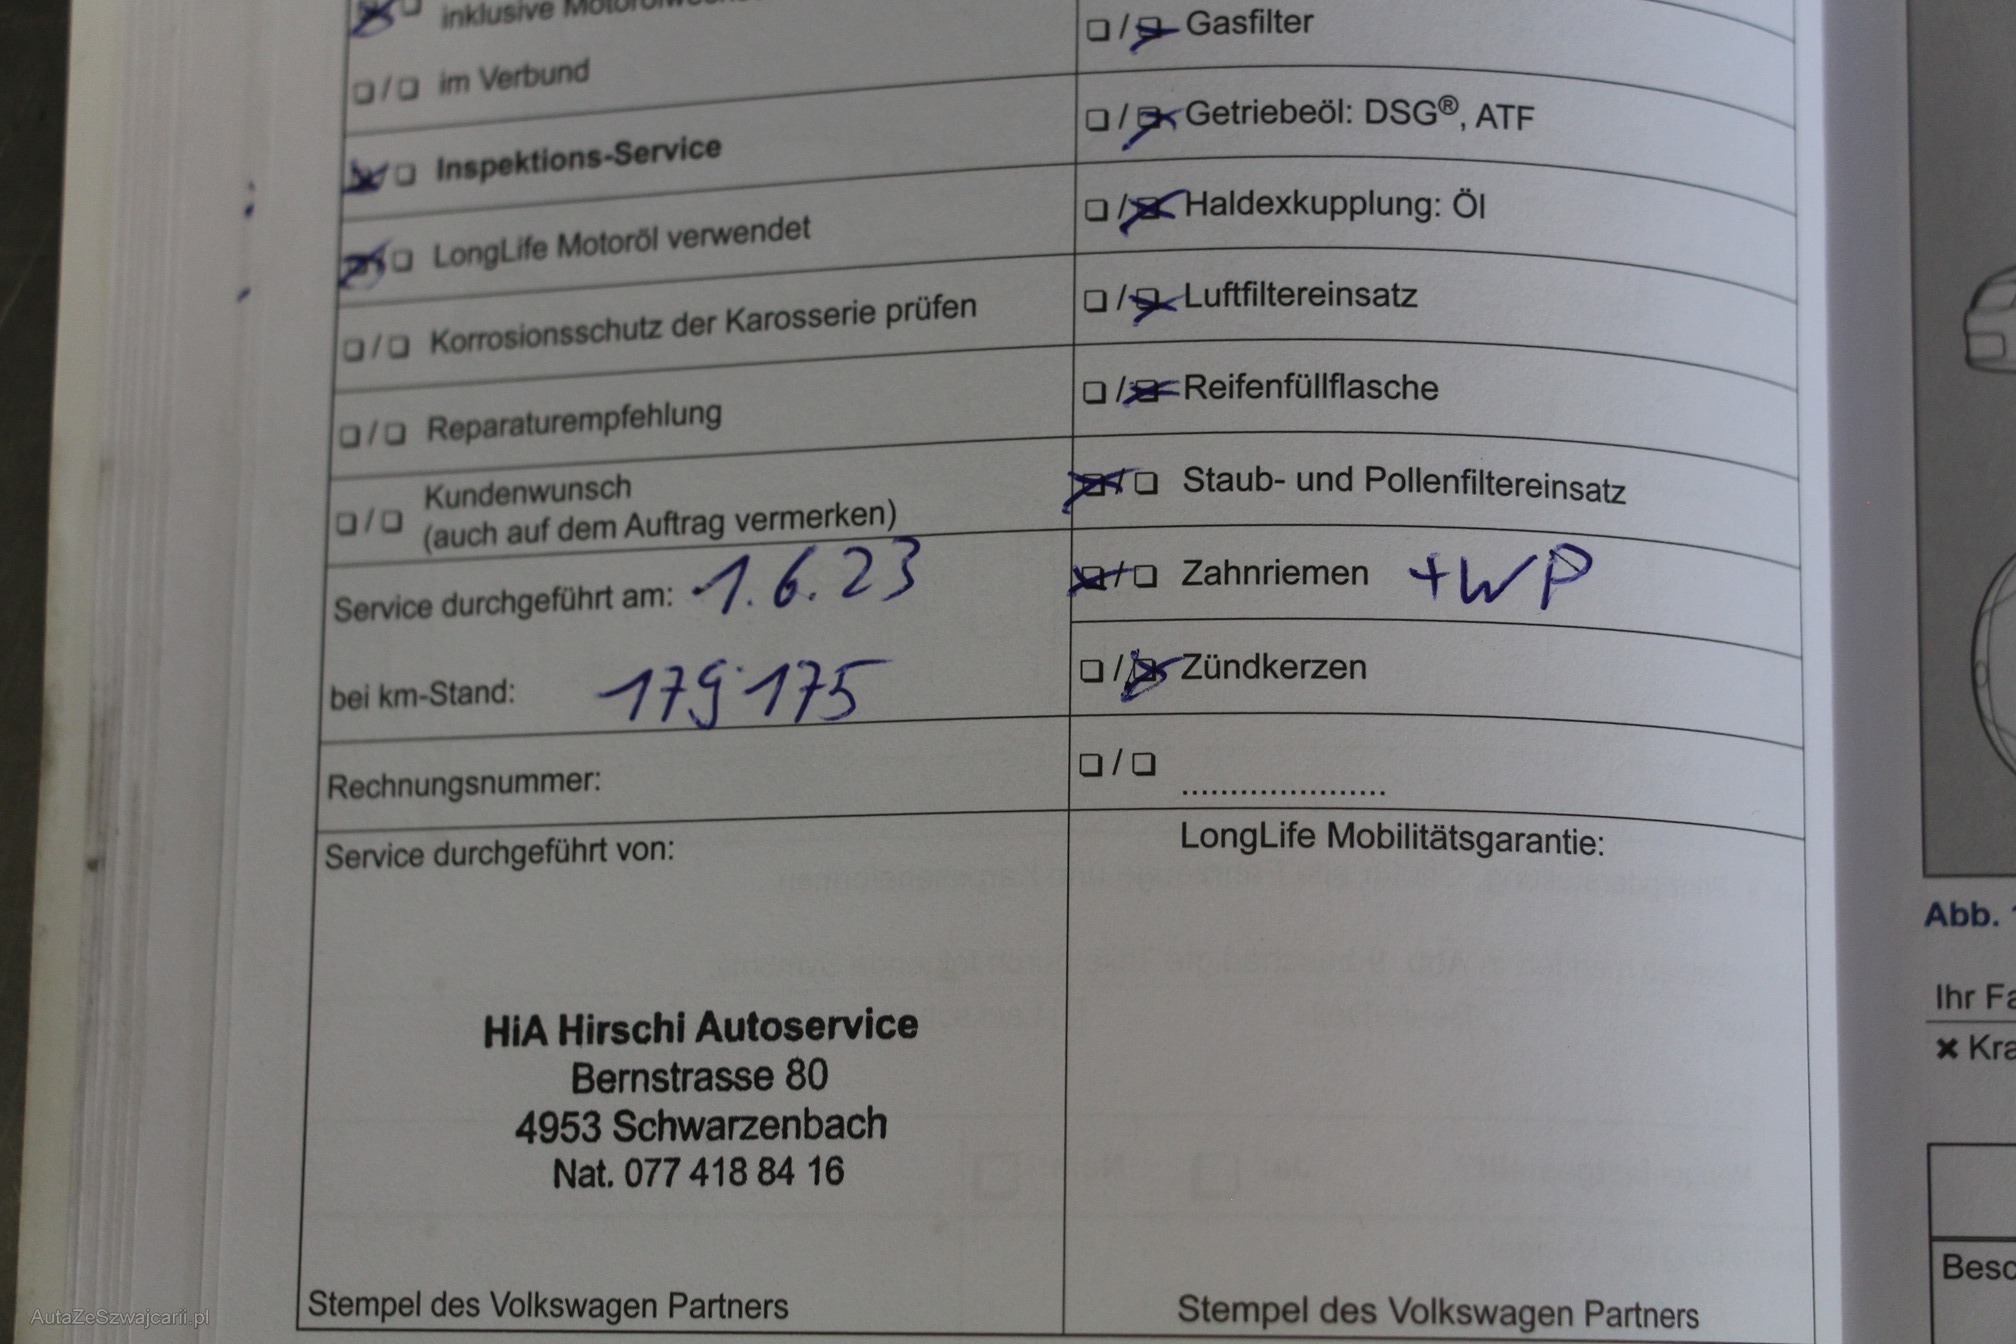 inklusive
im Verbund
Inspektions-Service
LongLife Motoröl verwendet
Korrosionsschutz der Karosserie prüfen
Reparaturempfehlung
Kundenwunsch
(auch auf dem Auftrag vermerken)
Service durchgeführt am: 1.6.23
bei km-Stand: 179'175
Rechnungsnummer:
Service durchgeführt von:
HiA Hirschi Autoservice
Bernstrasse 80
4953 Schwarzenbach
Nat. 077 418 84 16
Stempel des Volkswagen Partners
Gasfilter
Getriebeöl: DSG®, ATF
Haldexkupplung: Öl
Luftfiltereinsatz
Reifenfüllflasche
Staub- und Pollenfiltereinsatz
Zahnriemen +WP
Zündkerzen
....................
LongLife Mobilitätsgarantie:
Stempel des Volkswagen Partners
Abb.
Ihr
AutaZeSzwajcarii.pl